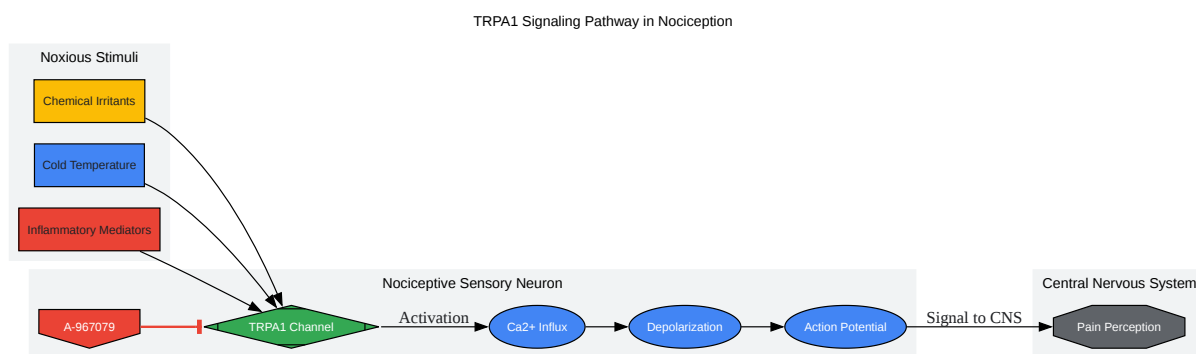 TRPA1 Signaling Pathway in Nociception
Noxious Stimuli
Chemical Irritants
Cold Temperature
Inflammatory Mediators
Nociceptive Sensory Neuron
Central Nervous System
A-967079
TRPA1 Channel
Activation
Ca2+ Influx
Depolarization
Action Potential
Signal to CNS
Pain Perception